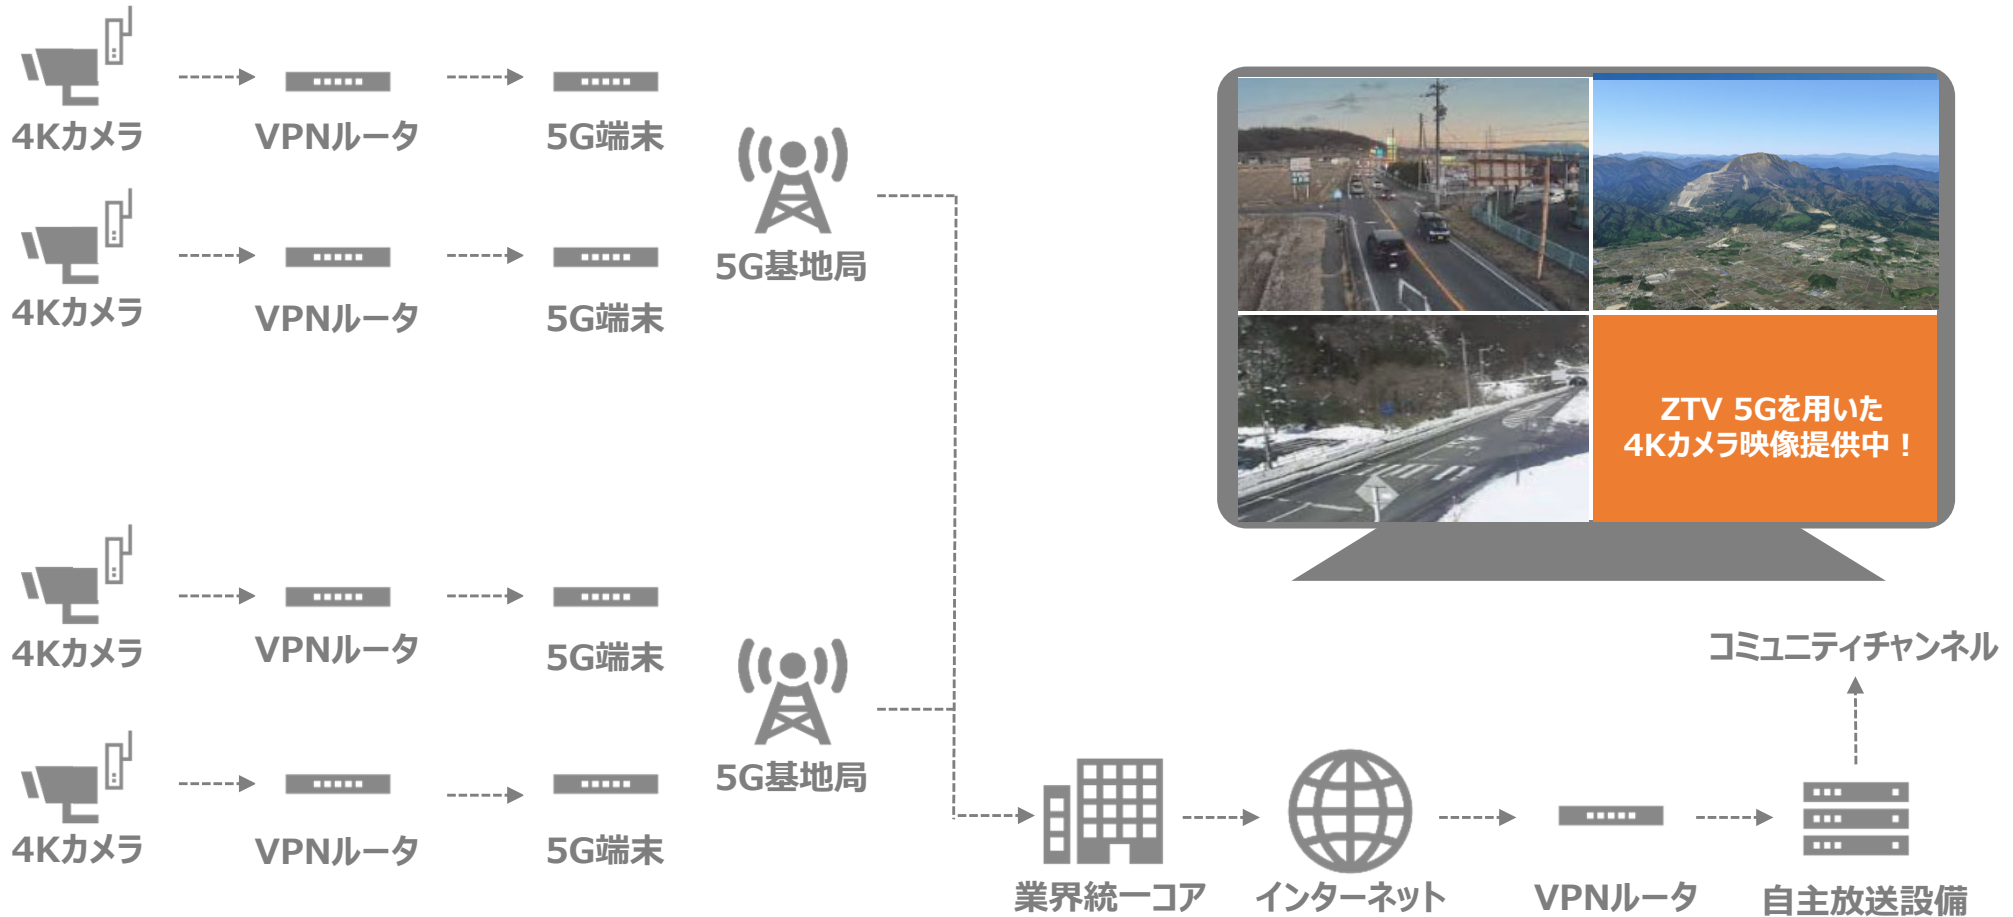 4Kカメラ
VPNルータ
5G端末
4Kカメラ
VPNルータ
5G端末
5G基地局
ZTV 5Gを用いた
4Kカメラ映像提供中！
4Kカメラ
VPNルータ
5G端末
4Kカメラ
VPNルータ
5G端末
5G基地局
コミュニティチャンネル
業界統一コア
インターネット
VPNルータ
自主放送設備